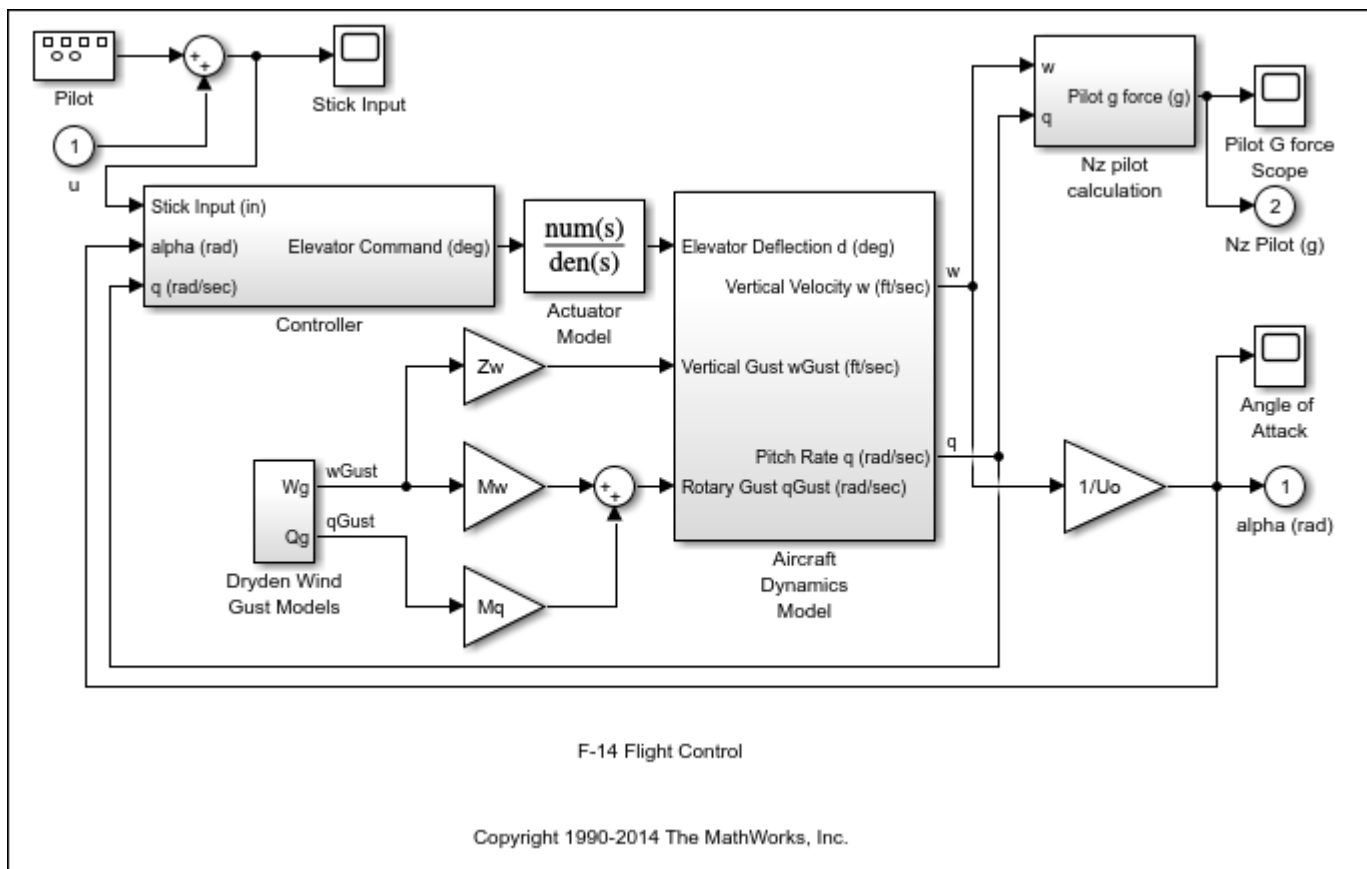 Pilot
+
+
Stick Input
1
u
w
Pilot g force (g)
q
Nz pilot
calculation
Pilot G force
Scope
2
Nz Pilot (g)
Stick Input (in)
alpha (rad)
Elevator Command (deg)
q (rad/sec)
Controller
num(s)
den(s)
Actuator
Model
Elevator Deflection d (deg)
Vertical Velocity w (ft/sec)
Vertical Gust wGust (ft/sec)
Pitch Rate q (rad/sec)
Rotary Gust qGust (rad/sec)
Aircraft
Dynamics
Model
w
q
Zw
Mw
Mq
+
+
Wg
Qg
wGust
qGust
Dryden Wind
Gust Models
1/Uo
Angle of
Attack
1
alpha (rad)
F-14 Flight Control
Copyright 1990-2014 The MathWorks, Inc.